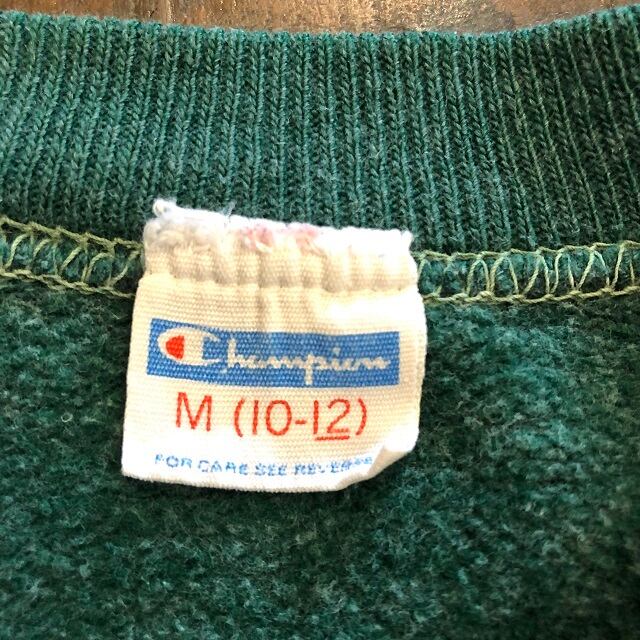 Champion
M (10-12)
FOR CARE SEE REVERSE